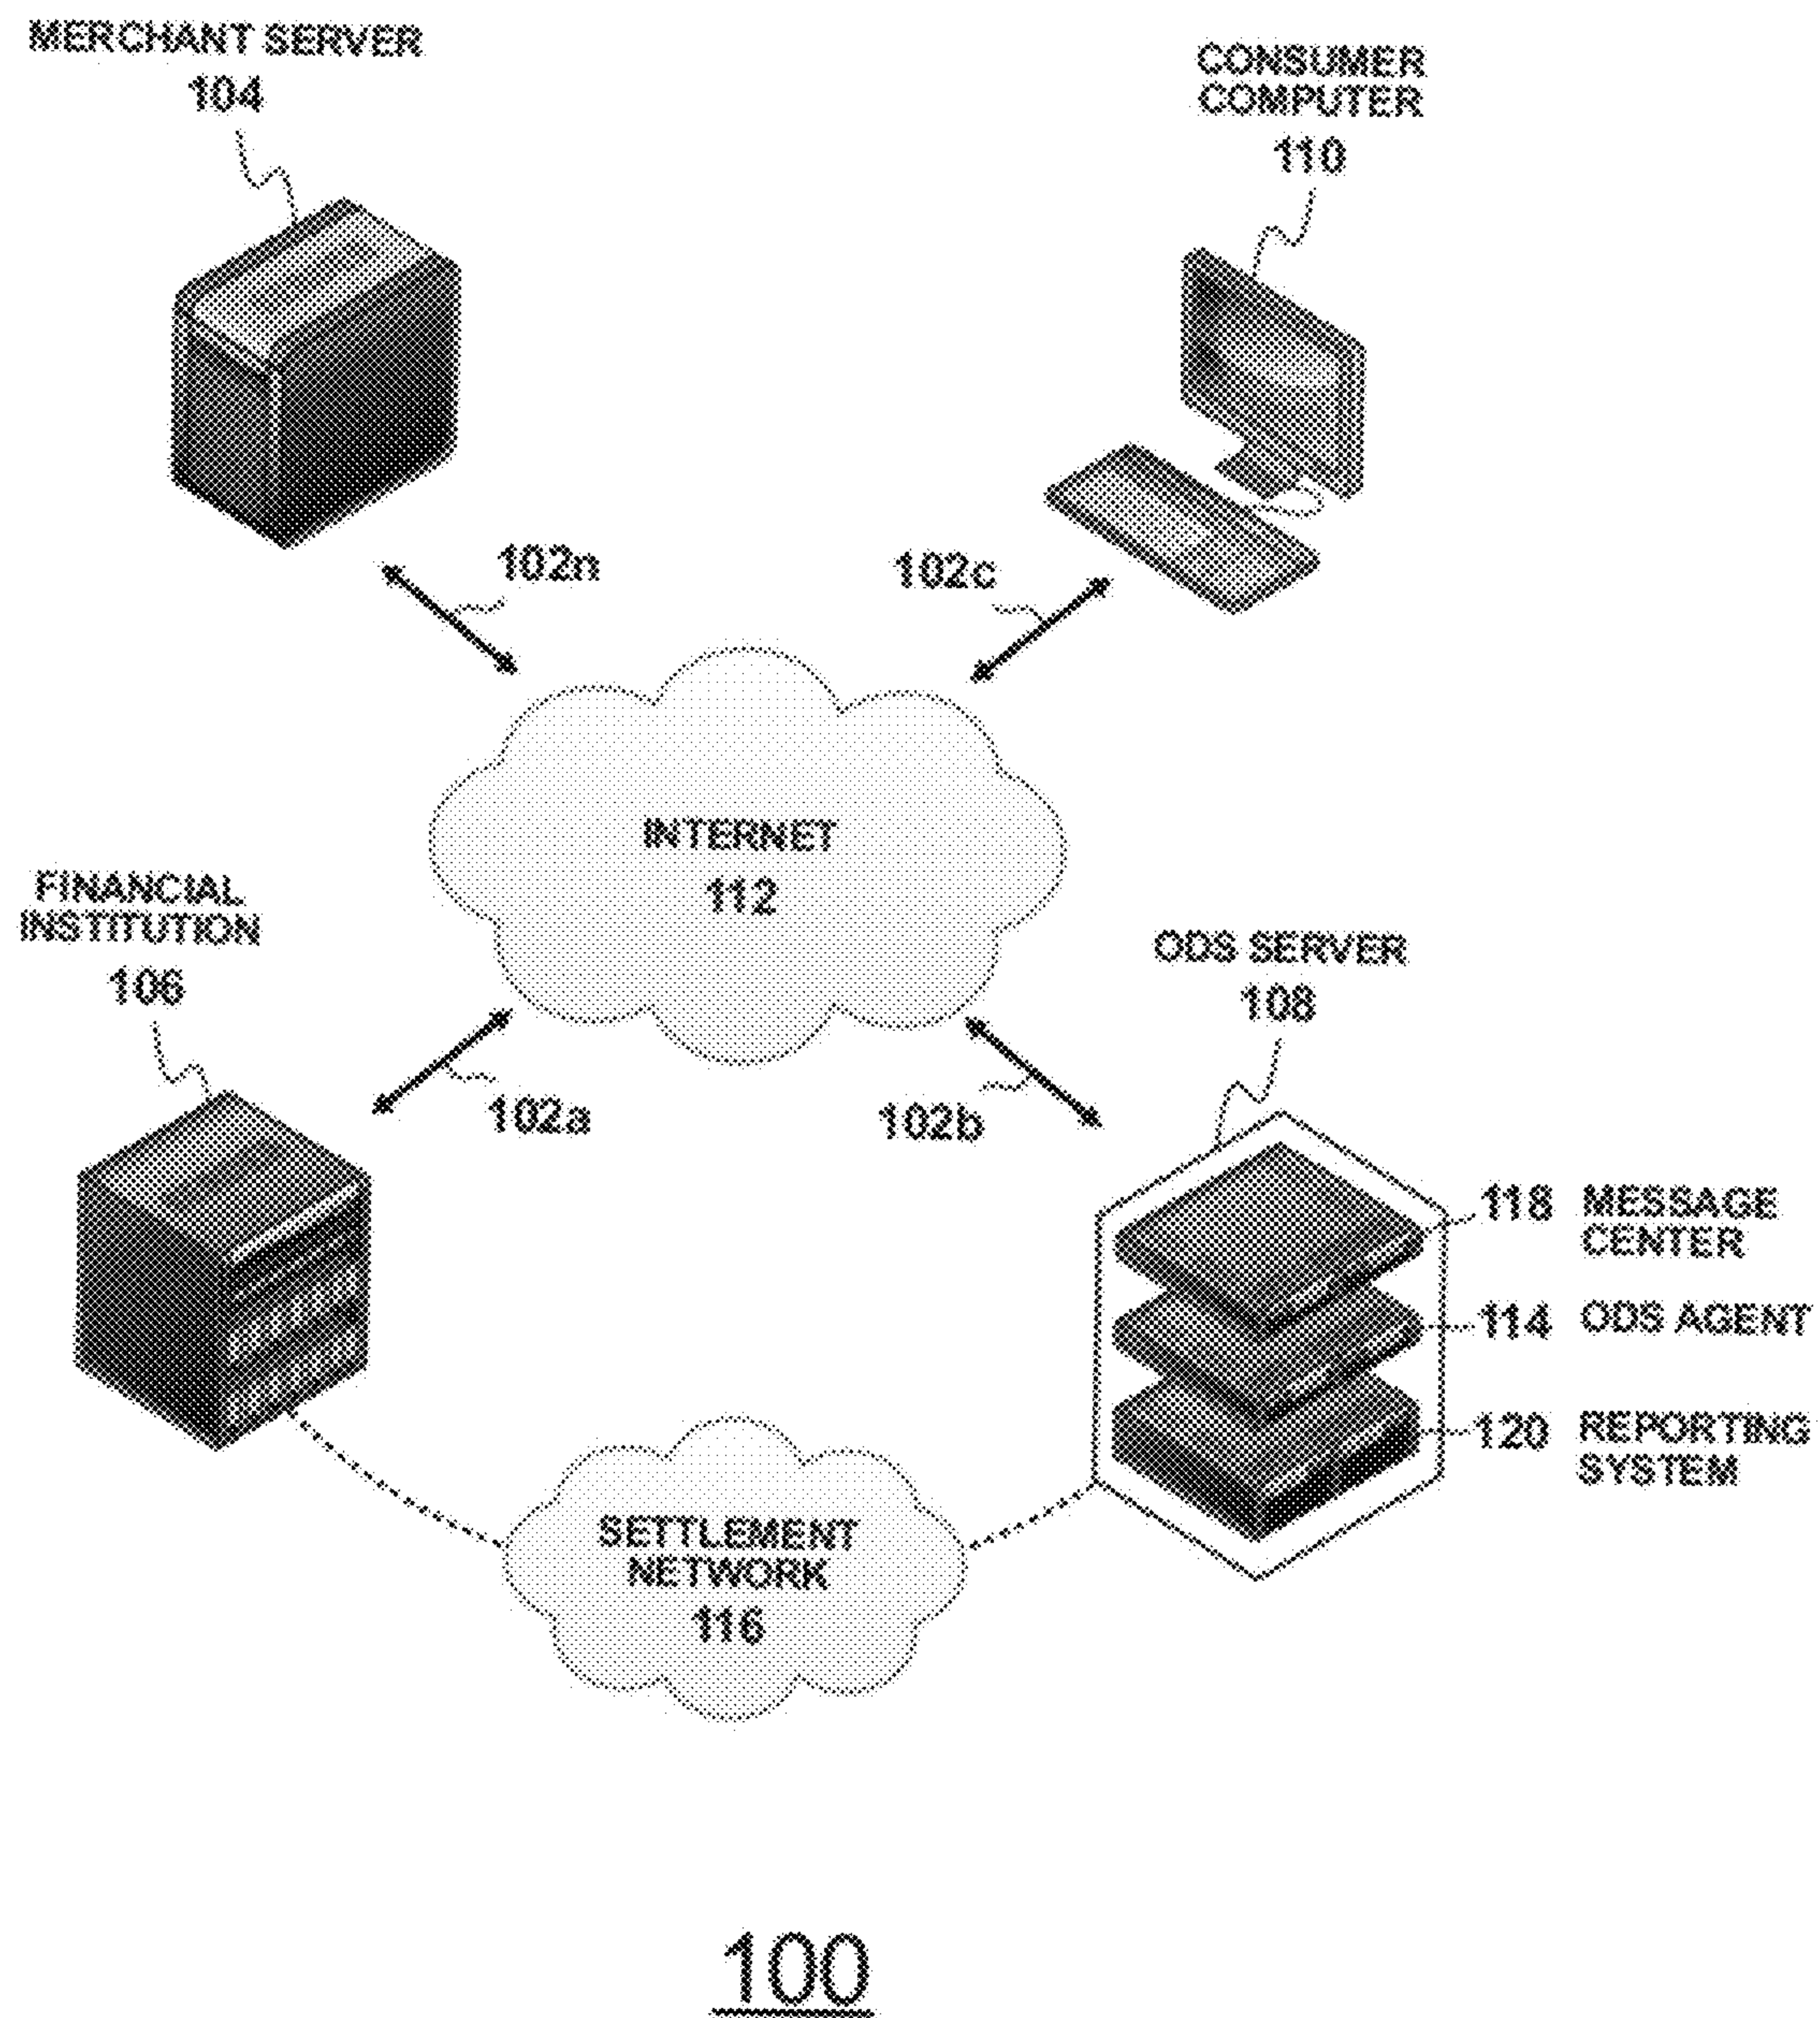 MERCHANT SERVER
104
CONSUMER
COMPUTER
110
102n
102c
INTERNET
112
FINANCIAL
INSTITUTION
106
ODS SERVER
108
102a
102b
118 MESSAGE
CENTER
114 ODS AGENT
120 REPORTING
SYSTEM
SETTLEMENT
NETWORK
116
100